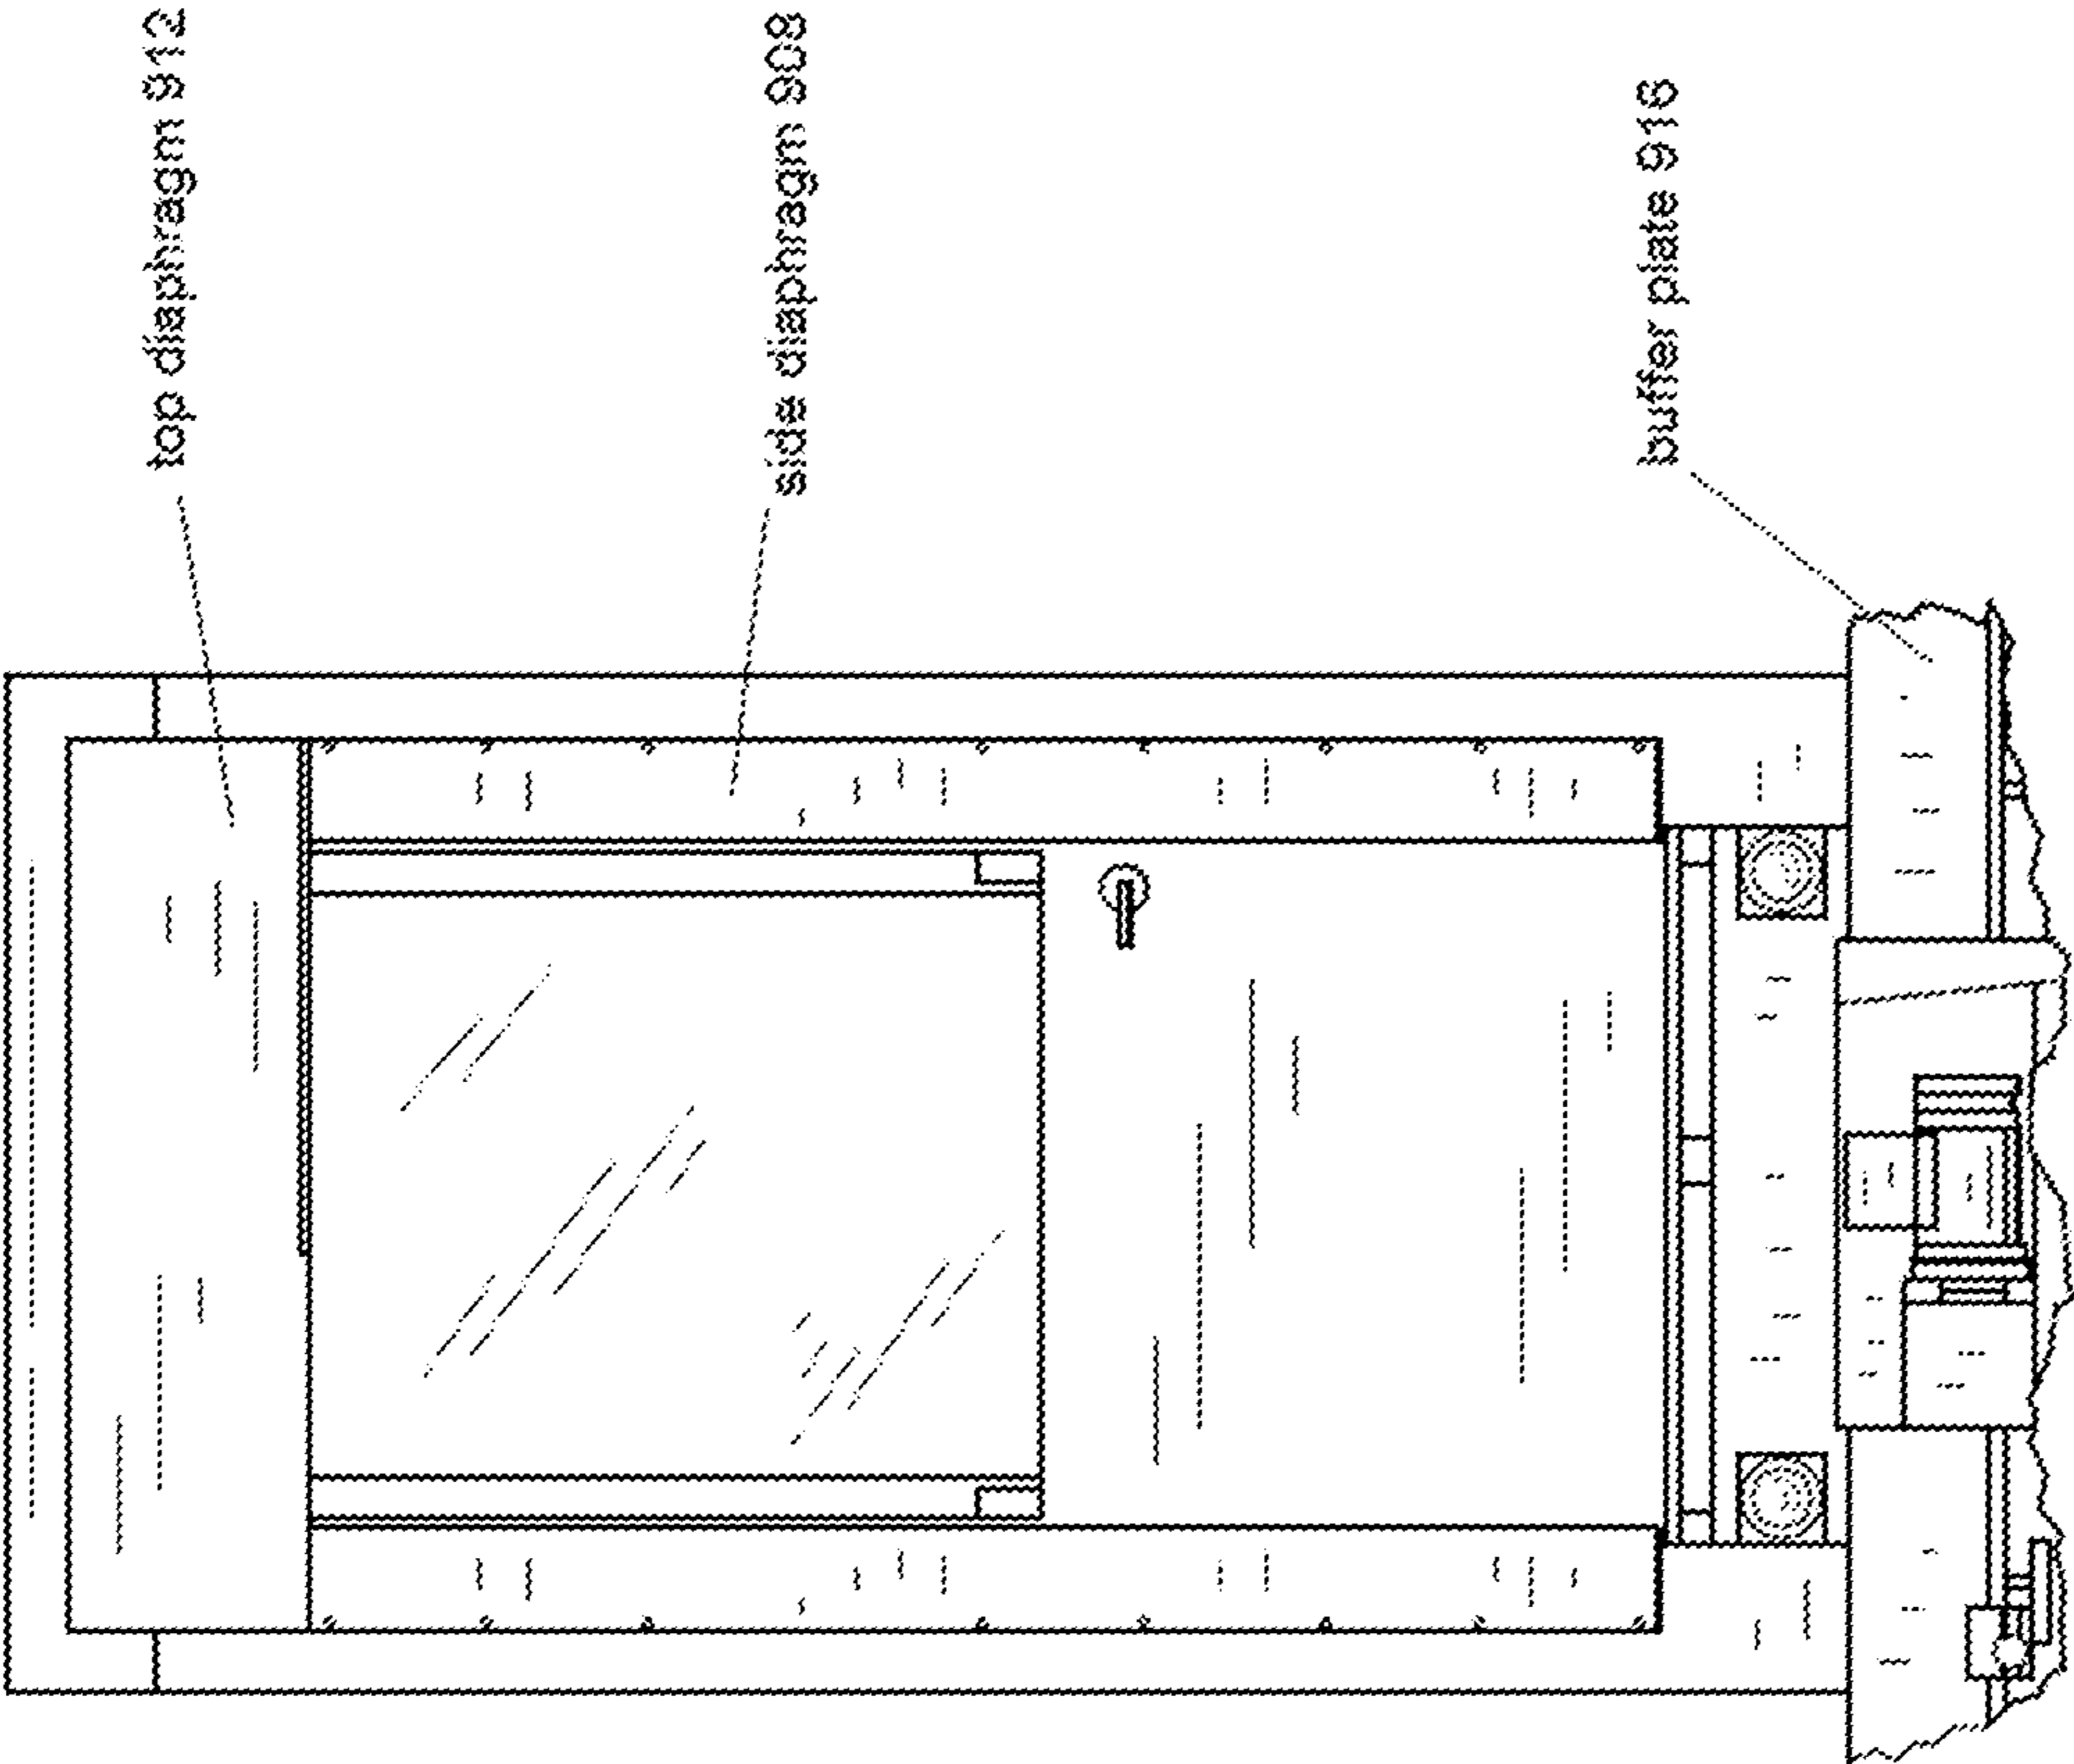 top diaphragm 912
side diaphragm 908
buffer plate 916